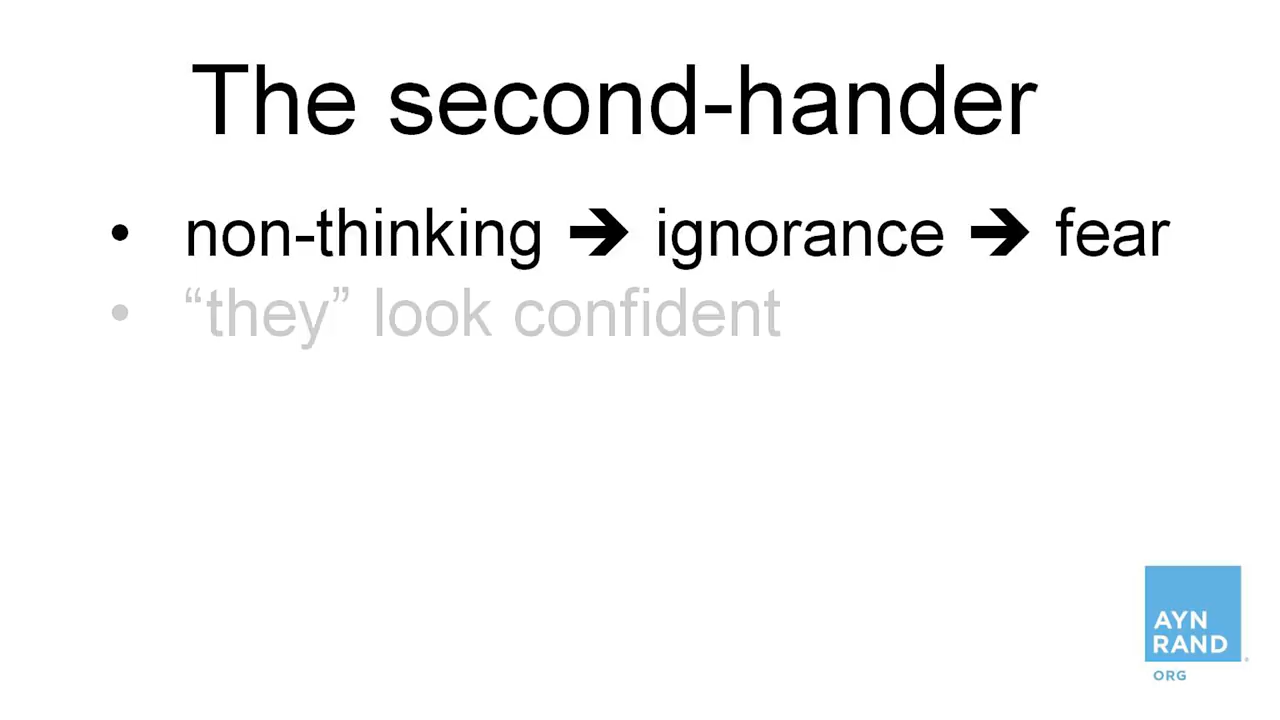 The second-hander
• non-thinking ➔ ignorance ➔ fear
• “they” look confident
AYN
RAND
ORG